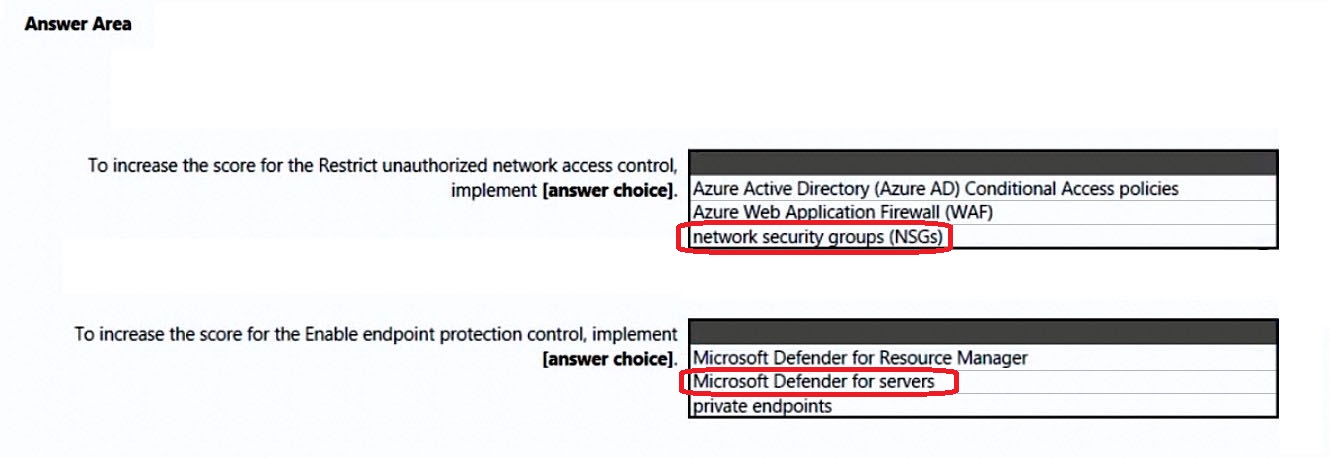 Answer Area
To increase the score for the Restrict unauthorized network access control,
implement [answer choice].
Azure Active Directory (Azure AD) Conditional Access policies
Azure Web Application Firewall (WAF)
network security groups (NSGs)
To increase the score for the Enable endpoint protection control, implement
[answer choice].
Microsoft Defender for Resource Manager
Microsoft Defender for servers
private endpoints